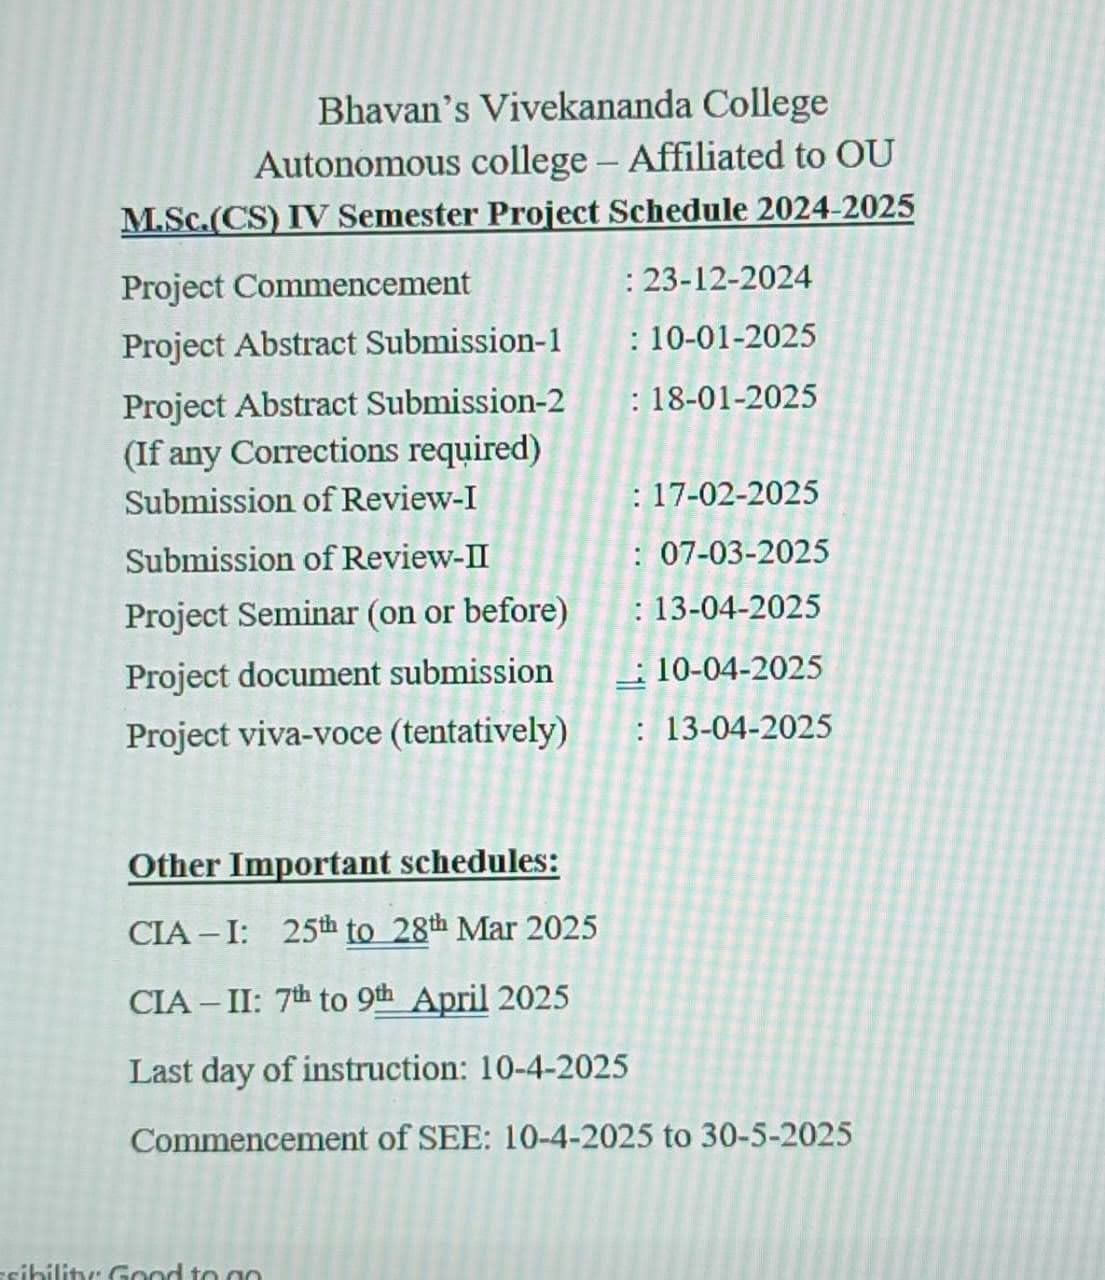 Bhavan's Vivekananda College
Autonomous college – Affiliated to OU
M.Sc.(CS) IV Semester Project Schedule 2024-2025
Project Commencement : 23-12-2024
Project Abstract Submission-1 : 10-01-2025
Project Abstract Submission-2 : 18-01-2025
(If any Corrections required)
Submission of Review-I : 17-02-2025
Submission of Review-II : 07-03-2025
Project Seminar (on or before) : 13-04-2025
Project document submission : 10-04-2025
Project viva-voce (tentatively) : 13-04-2025
Other Important schedules:
CIA – I: 25th to 28th Mar 2025
CIA – II: 7th to 9th April 2025
Last day of instruction: 10-4-2025
Commencement of SEE: 10-4-2025 to 30-5-2025
Good to go